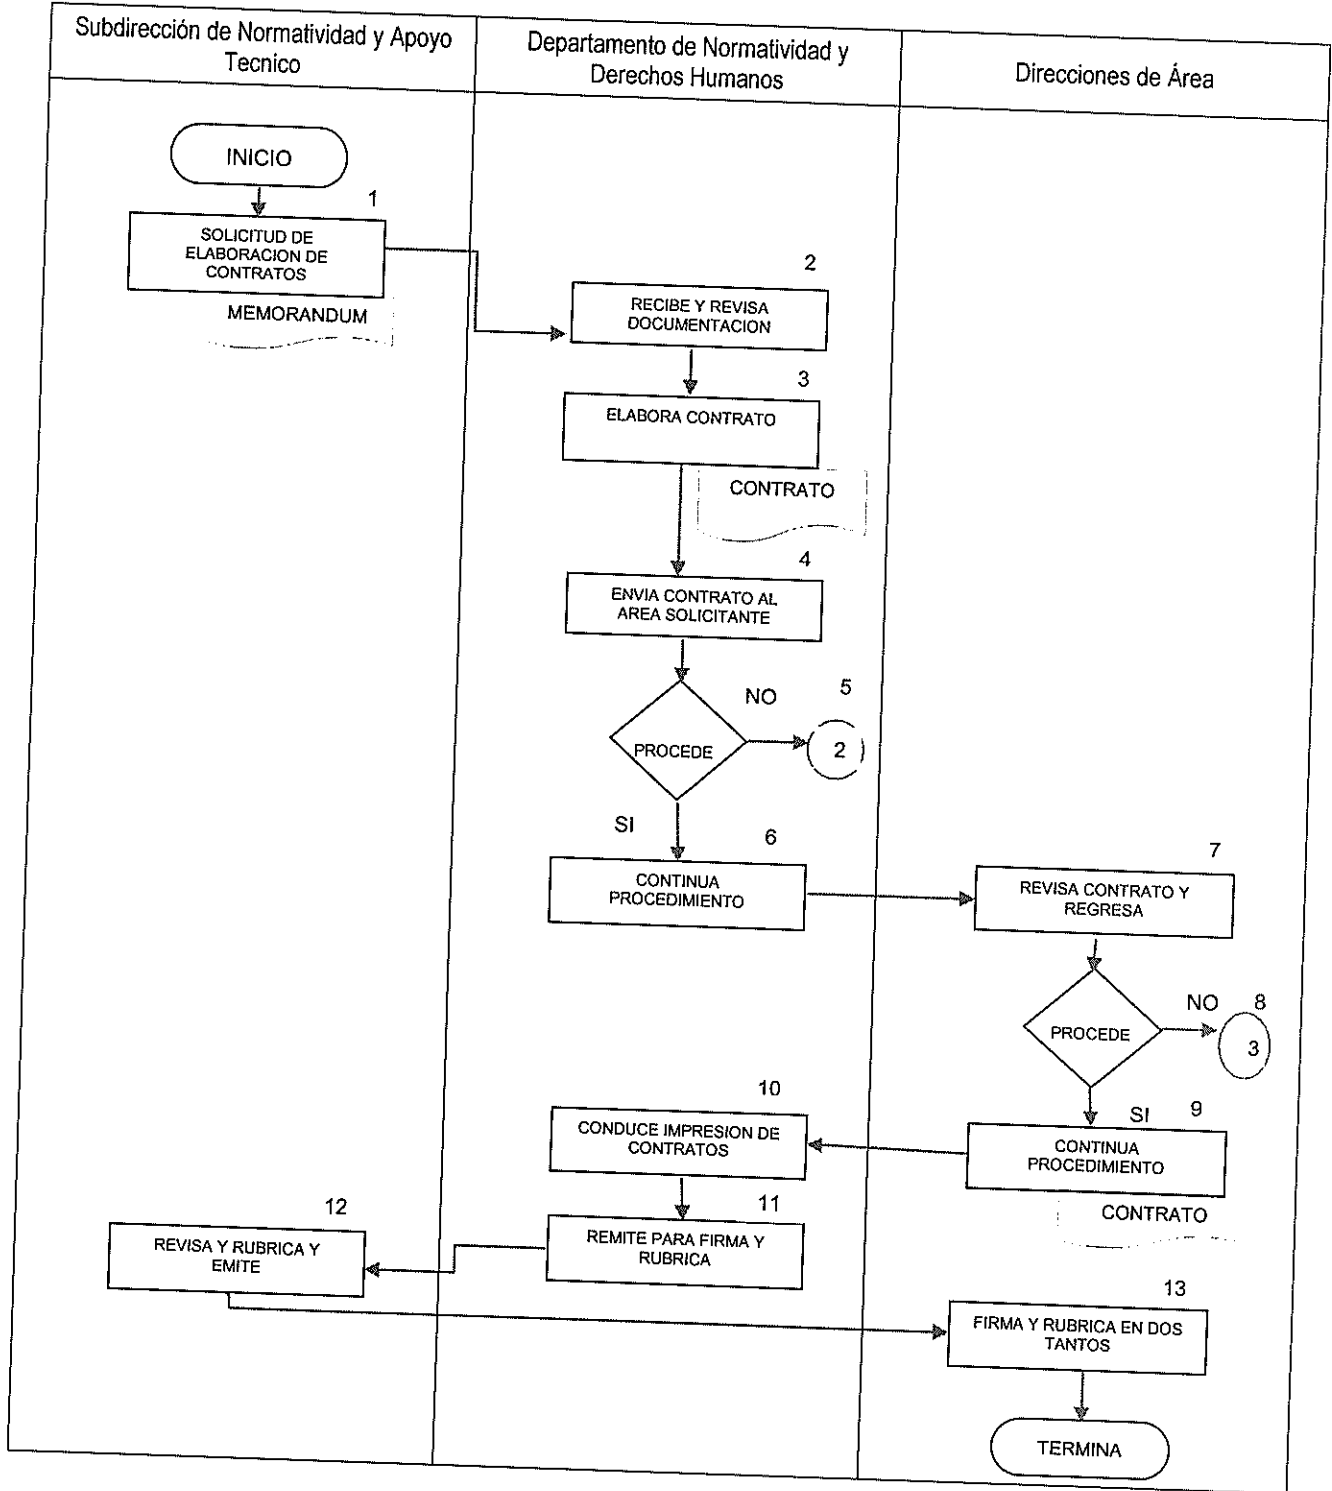 Subdirección de Normatividad y Apoyo
Tecnico
Departamento de Normatividad y
Derechos Humanos
Direcciones de Área
INICIO
1
SOLICITUD DE
ELABORACION DE
CONTRATOS
MEMORANDUM
2
RECIBE Y REVISA
DOCUMENTACION
3
ELABORA CONTRATO
CONTRATO
4
ENVIA CONTRATO AL
AREA SOLICITANTE
PROCEDE
NO
5
2
SI
6
CONTINUA
PROCEDIMIENTO
7
REVISA CONTRATO Y
REGRESA
PROCEDE
NO
8
3
SI
9
CONTINUA
PROCEDIMIENTO
CONTRATO
10
CONDUCE IMPRESION DE
CONTRATOS
11
REMITE PARA FIRMA Y
RUBRICA
12
REVISA Y RUBRICA Y
EMITE
13
FIRMA Y RUBRICA EN DOS
TANTOS
TERMINA